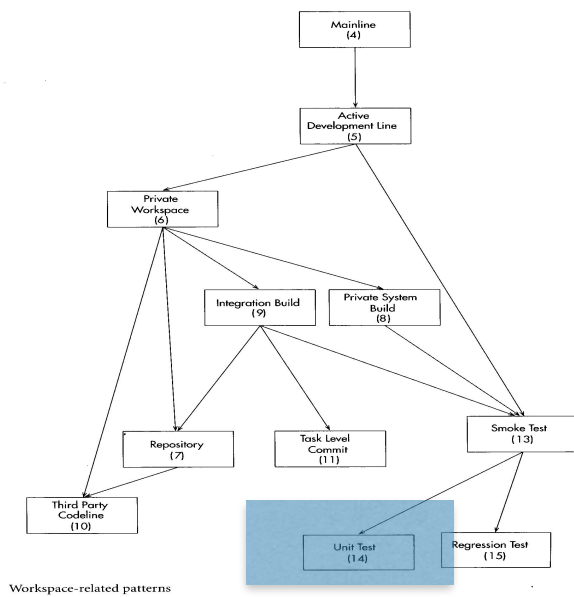 Mainline
(4)
Active
Development Line
(5)
Private
Workspace
(6)
Integration Build
(9)
Private System
Build
(8)
Repository
(7)
Task Level
Commit
(11)
Smoke Test
(13)
Third Party
Codeline
(10)
Unit Test
(14)
Regression Test
(15)
Workspace-related patterns